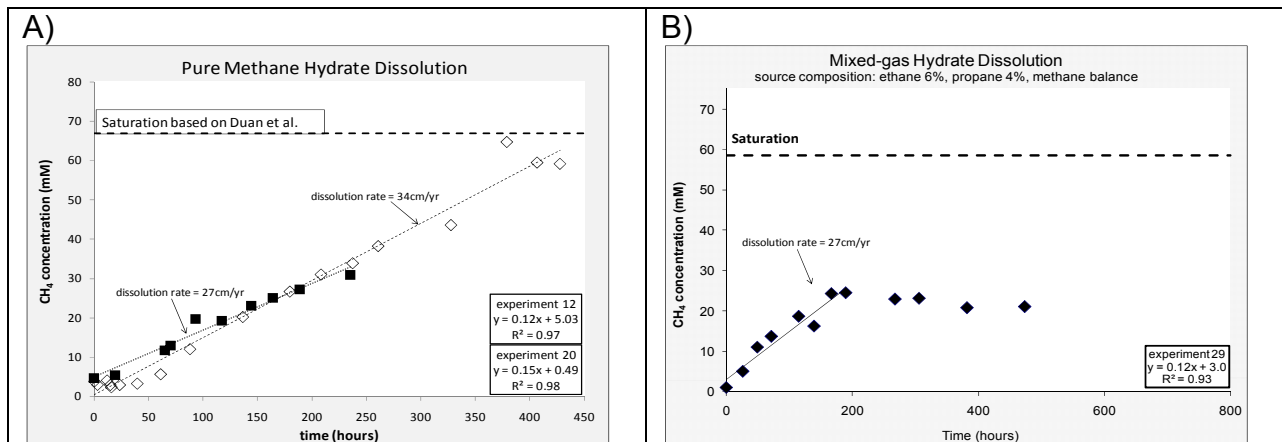 A)
Pure Methane Hydrate Dissolution
80
70
60
50
40
30
20
10
0
CH₄ concentration (mM)
Saturation based on Duan et al.
dissolution rate = 34cm/yr
dissolution rate = 27cm/yr
experiment 12
y = 0.12x + 5.03
R² = 0.97
experiment 20
y = 0.15x + 0.49
R² = 0.98
0 50 100 150 200 250 300 350 400 450
time (hours)
B)
Mixed-gas Hydrate Dissolution
source composition: ethane 6%, propane 4%, methane balance
70
60
50
40
30
20
10
0
CH₄ concentration (mM)
Saturation
dissolution rate = 27cm/yr
experiment 29
y = 0.12x + 3.0
R² = 0.93
0 200 400 600 800
Time (hours)